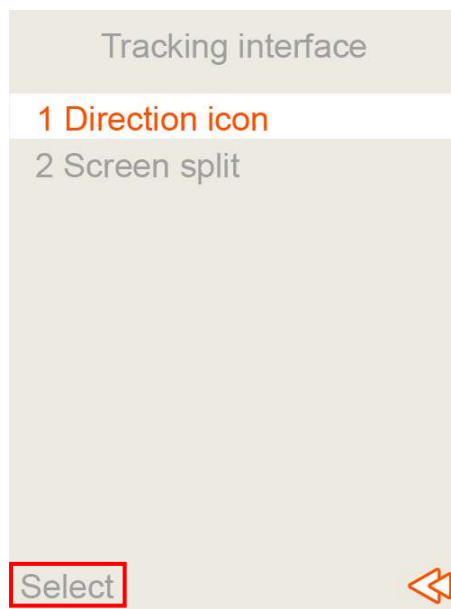 Tracking interface
1 Direction icon
2 Screen split
Select